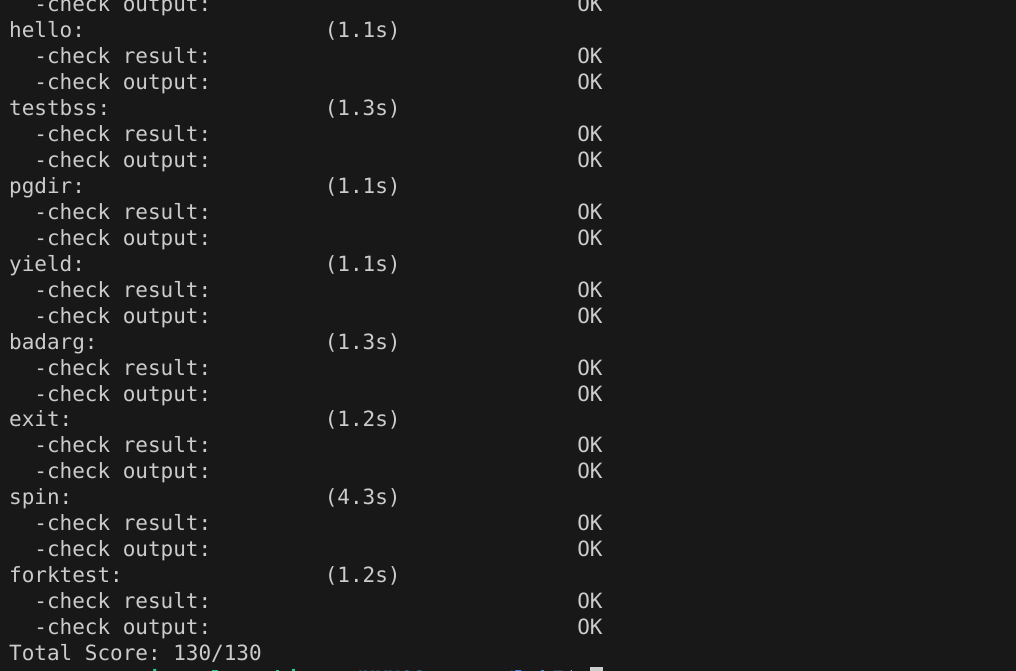 -check output: OK
hello: (1.1s)
-check result: OK
-check output: OK
testbss: (1.3s)
-check result: OK
-check output: OK
pgdir: (1.1s)
-check result: OK
-check output: OK
yield: (1.1s)
-check result: OK
-check output: OK
badarg: (1.3s)
-check result: OK
-check output: OK
exit: (1.2s)
-check result: OK
-check output: OK
spin: (4.3s)
-check result: OK
-check output: OK
forktest: (1.2s)
-check result: OK
-check output: OK
Total Score: 130/130